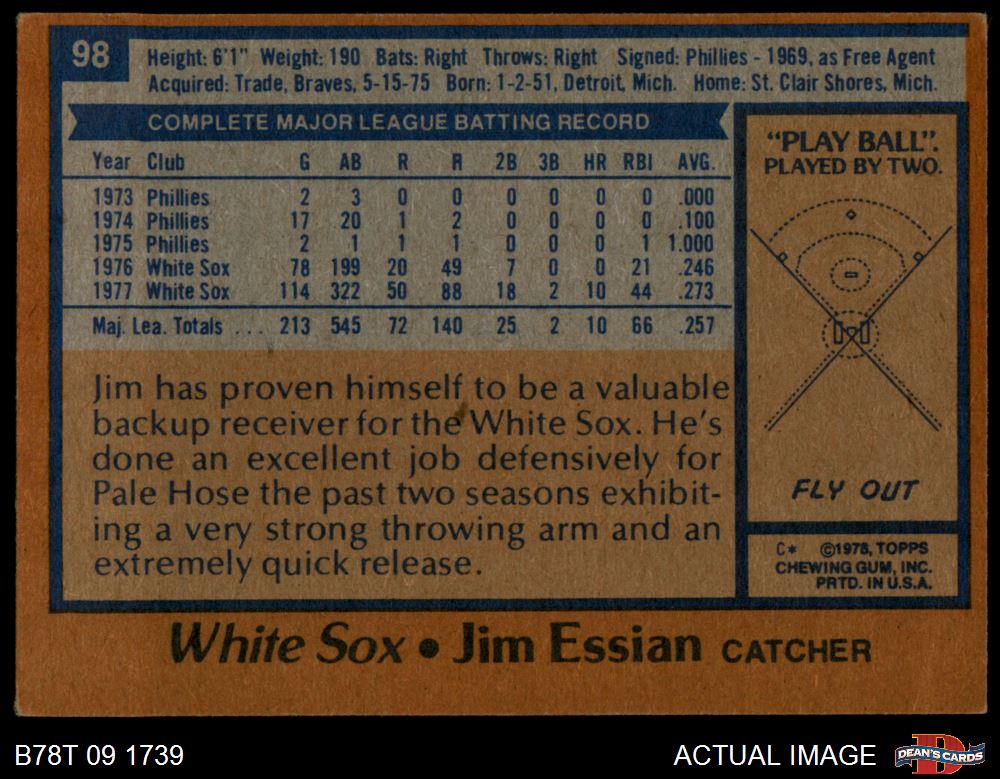 98
Height: 6'1" Weight: 190 Bats: Right Throws: Right Signed: Phillies - 1969, as Free Agent
Acquired: Trade, Braves, 5-15-75 Born: 1-2-51, Detroit, Mich. Home: St. Clair Shores, Mich.
COMPLETE MAJOR LEAGUE BATTING RECORD
Year Club G AB R H 2B 3B HR RBI AVG.
1973 Phillies 2 3 0 0 0 0 0 0 .000
1974 Phillies 17 20 1 2 0 0 0 0 .100
1975 Phillies 2 1 1 1 0 0 0 1 1.000
1976 White Sox 78 199 20 49 7 0 0 21 .246
1977 White Sox 114 322 50 88 18 2 10 44 .273
Maj. Lea. Totals ... 213 545 72 140 25 2 10 66 .257
Jim has proven himself to be a valuable
backup receiver for the White Sox. He's
done an excellent job defensively for
Pale Hose the past two seasons exhibit-
ing a very strong throwing arm and an
extremely quick release.
"PLAY BALL".
PLAYED BY TWO.
FLY OUT
C* ©1978, TOPPS
CHEWING GUM, INC.
PRTD. IN U.S.A.
White Sox • Jim Essian CATCHER
B78T 09 1739
ACTUAL IMAGE
DEAN'S CARDS